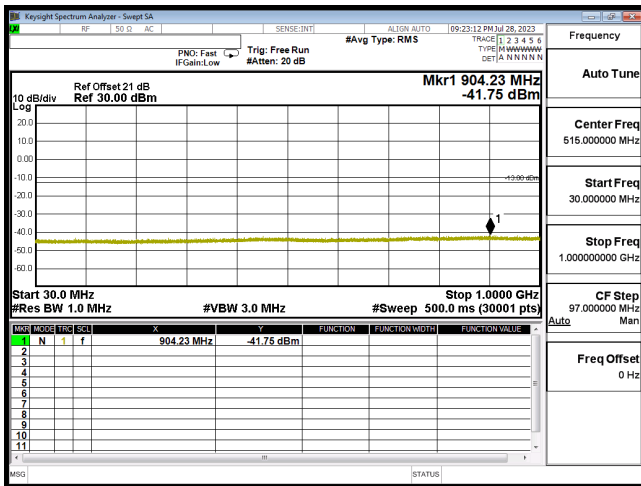 Keysight Spectrum Analyzer - Swept SA
LXI
RF
50 Ω
AC
SENSE:INT
ALIGN AUTO
09:23:12 PM Jul 28, 2023
PNO: Fast
IFGain:Low
Trig: Free Run
#Atten: 20 dB
#Avg Type: RMS
TRACE 1 2 3 4 5 6
TYPE M WWWWW
DET A N N N N N
Ref Offset 21 dB
10 dB/div Ref 30.00 dBm
Log
Mkr1 904.23 MHz
-41.75 dBm
20.0
10.0
0.00
-10.0
-13.00 dBm
-20.0
-30.0
-40.0
-50.0
-60.0
1
Start 30.0 MHz
Stop 1.0000 GHz
#Res BW 1.0 MHz
#VBW 3.0 MHz
#Sweep 500.0 ms (30001 pts)
MKR MODE TRC SCL X Y FUNCTION FUNCTION WIDTH FUNCTION VALUE
1 N 1 f 904.23 MHz -41.75 dBm
2
3
4
5
6
7
8
9
10
11
MSG
STATUS
Frequency
Auto Tune
Center Freq
515.000000 MHz
Start Freq
30.000000 MHz
Stop Freq
1.000000000 GHz
CF Step
97.000000 MHz
Auto Man
Freq Offset
0 Hz